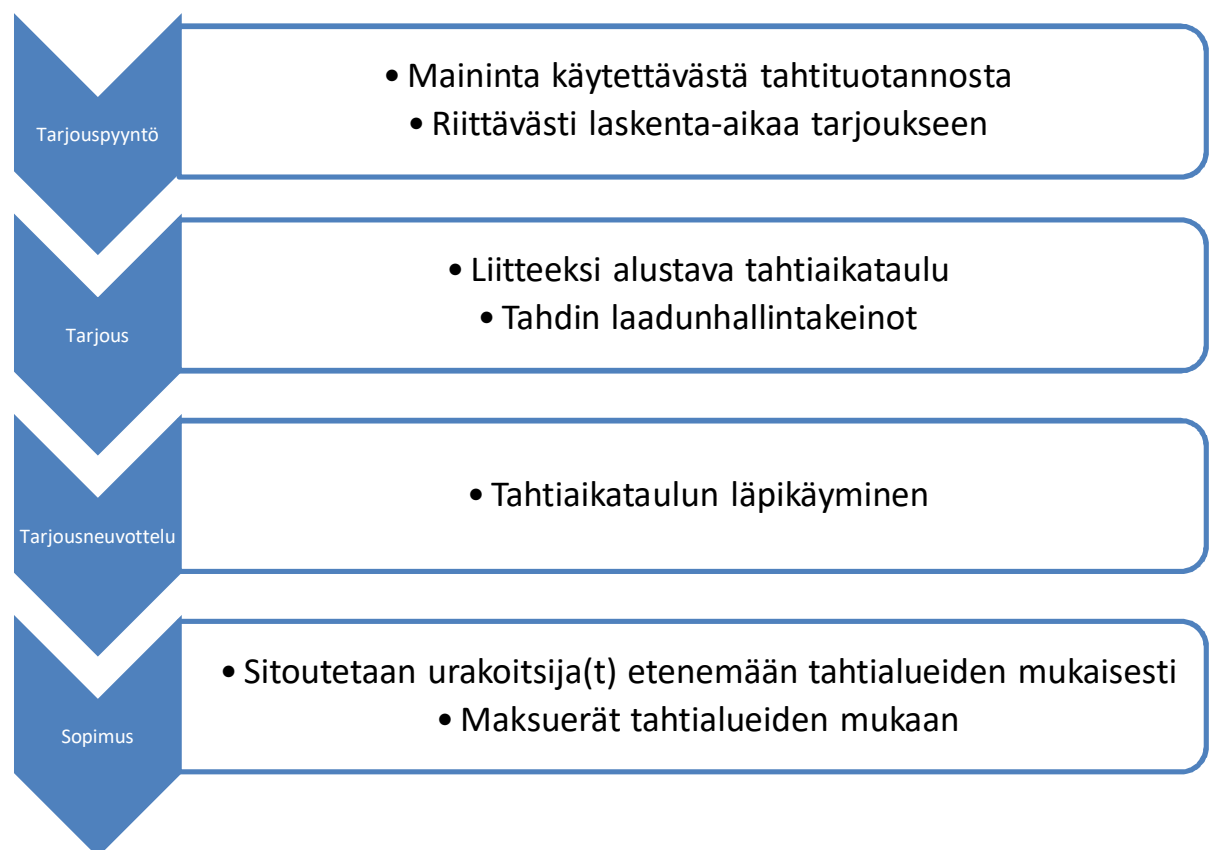 Tarjouspyyntö
• Maininta käytettävästä tahtituotannosta
• Riittävästi laskenta-aikaa tarjoukseen
Tarjous
• Liitteeksi alustava tahtiaikataulu
• Tahdin laadunhallintakeinot
Tarjousneuvottelu
• Tahtiaikataulun läpikäyminen
Sopimus
• Sitoutetaan urakoitsija(t) etenemään tahtialueiden mukaisesti
• Maksuerät tahtialueiden mukaan